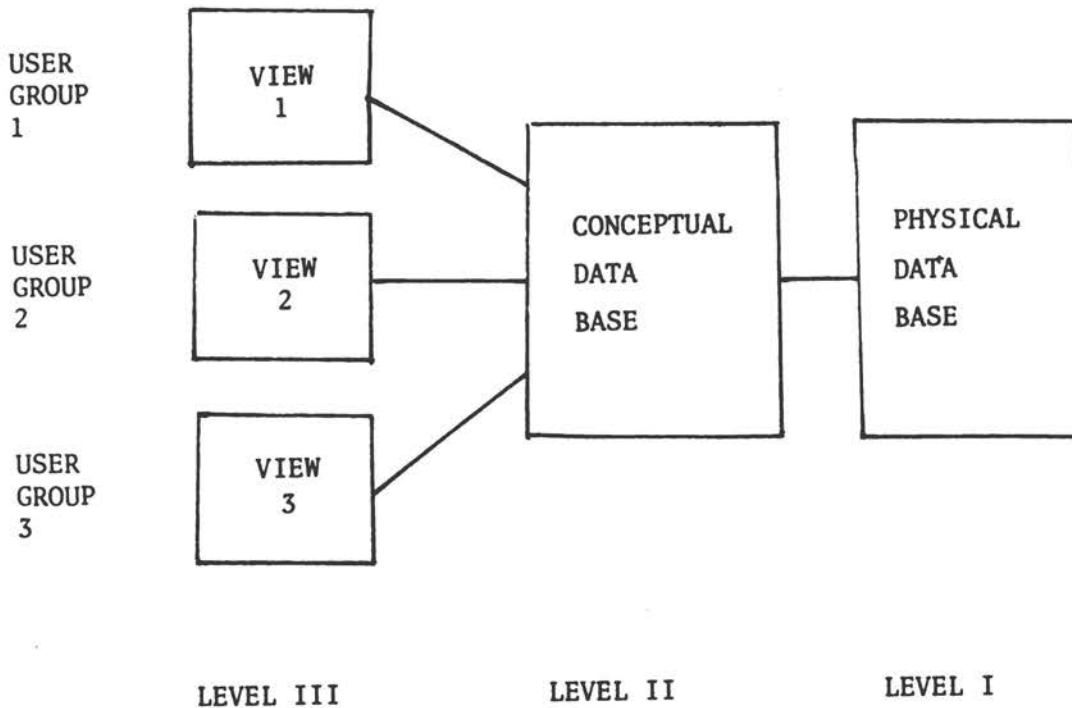 USER
GROUP
1
VIEW
1
USER
GROUP
2
VIEW
2
USER
GROUP
3
VIEW
3
CONCEPTUAL
DATA
BASE
PHYSICAL
DATA
BASE
LEVEL III
LEVEL II
LEVEL I